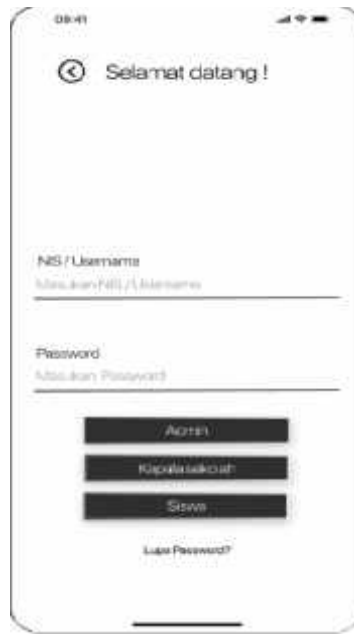 09:41
Selamat datang !
NIS / Username
Masukan NIS / Username
Password
Masukan Password
Admin
Kepala sekolah
Siswa
Lupa Password?